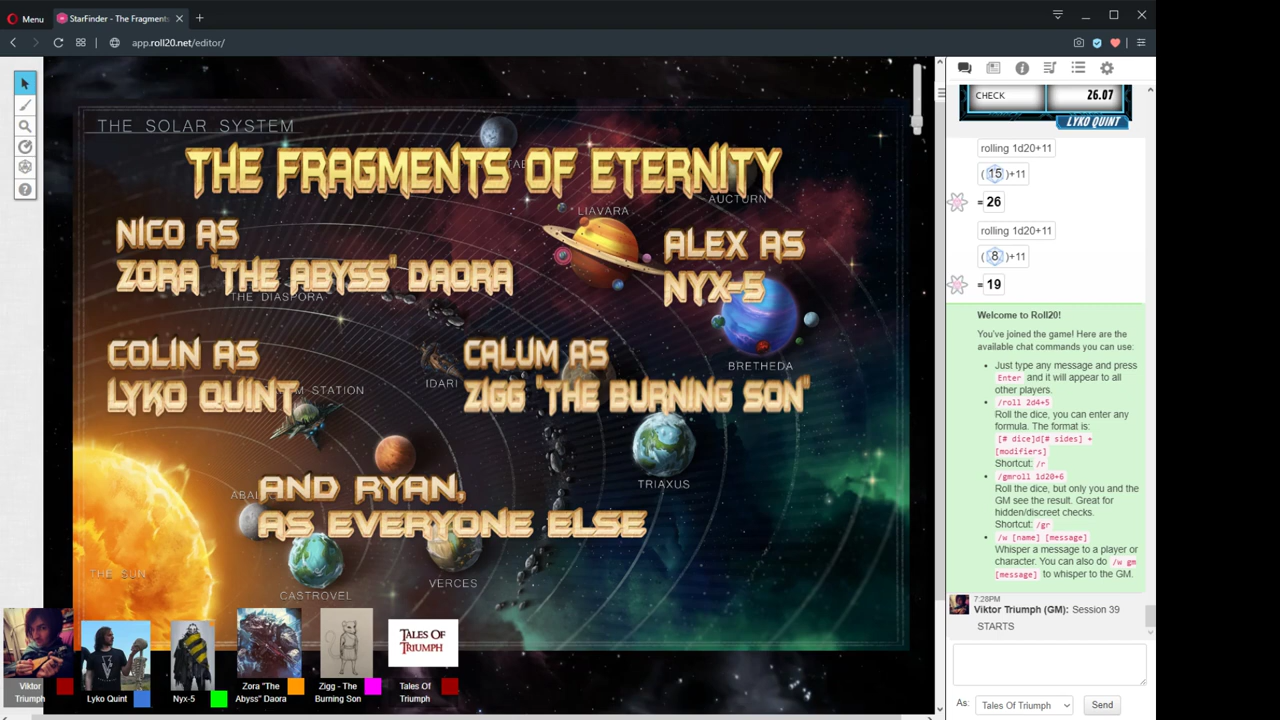 Menu
StarFinder - The Fragments
app.roll20.net/editor/
THE SOLAR SYSTEM
THE FRAGMENTS OF ETERNITY
AUCTURN
LIAVARA
NICO AS
ZORA "THE ABYSS" DAORA
ALEX AS
NYX-5
THE DIASPORA
BRETHEDA
COLIN AS
LYKO QUINT
CALUM AS
ZIGG "THE BURNING SON"
IDARI
STATION
TRIAXUS
AND RYAN,
AS EVERYONE ELSE
THE SUN
VERCES
CASTROVEL
TALES OF
TRIUMPH
Viktor
Triumph
Lyko Quint
Nyx-5
Zora "The
Abyss" Daora
Zigg - The
Burning Son
Tales Of
Triumph
CHECK 26.07
LYKO QUINT
rolling 1d20+11
(15)+11
=26
rolling 1d20+11
(8)+11
=19
Welcome to Roll20!
You've joined the game! Here are the
available chat commands you can use:
Just type any message and press
Enter and it will appear to all
other players.
/roll 2d4+5
Roll the dice, you can enter any
formula. The format is:
[# dice]d[# sides] +
[modifiers]
Shortcut: /r
/gmroll 1d20+6
Roll the dice, but only you and the
GM see the result. Great for
hidden/discreet checks.
Shortcut: /gr
/w [name] [message]
Whisper a message to a player or
character. You can also do /w gm
[message] to whisper to the GM.
7:28PM
Viktor Triumph (GM): Session 39
STARTS
As: Tales Of Triumph Send